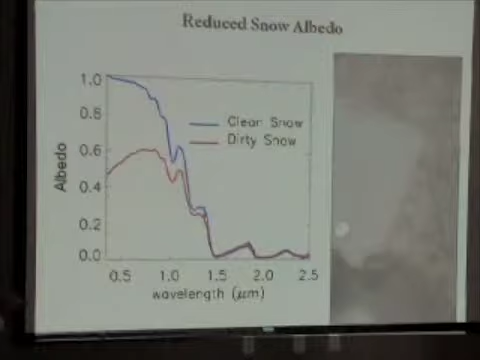 Reduced Snow Albedo
1.0
0.8
0.6
0.4
0.2
0.0
Albedo
Clean Snow
Dirty Snow
0.5 1.0 1.5 2.0 2.5
wavelength (μm)